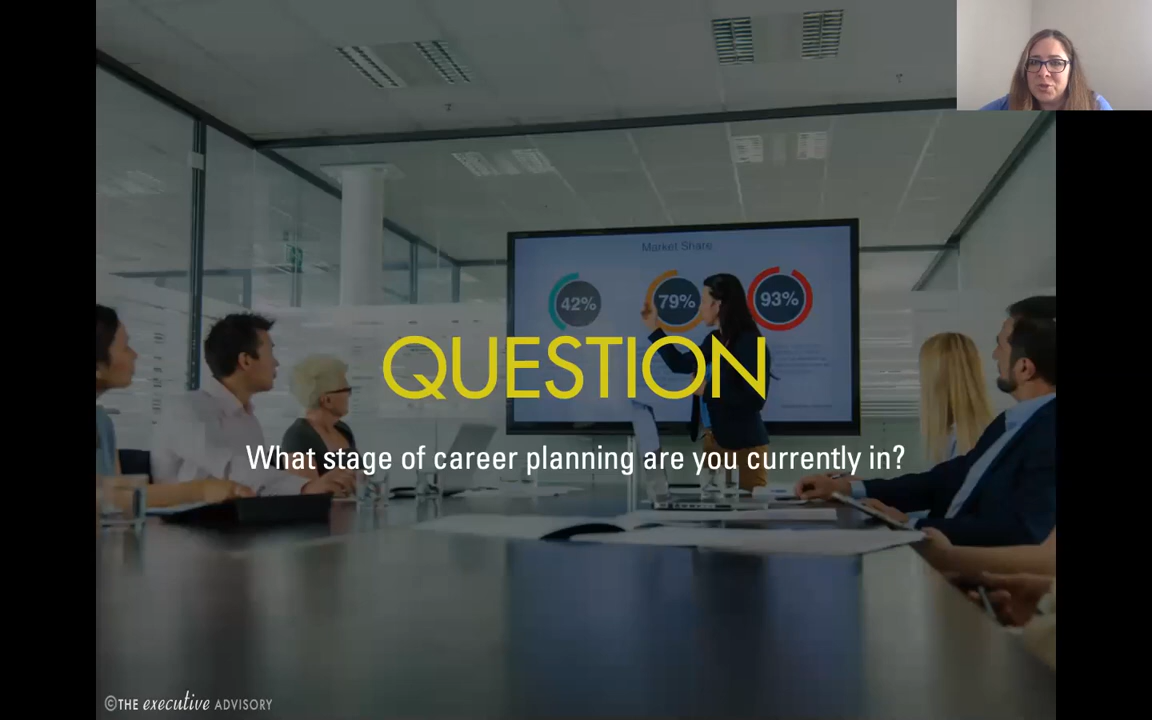 Market Share
42%
79%
93%
QUESTION
What stage of career planning are you currently in?
©THE executive ADVISORY